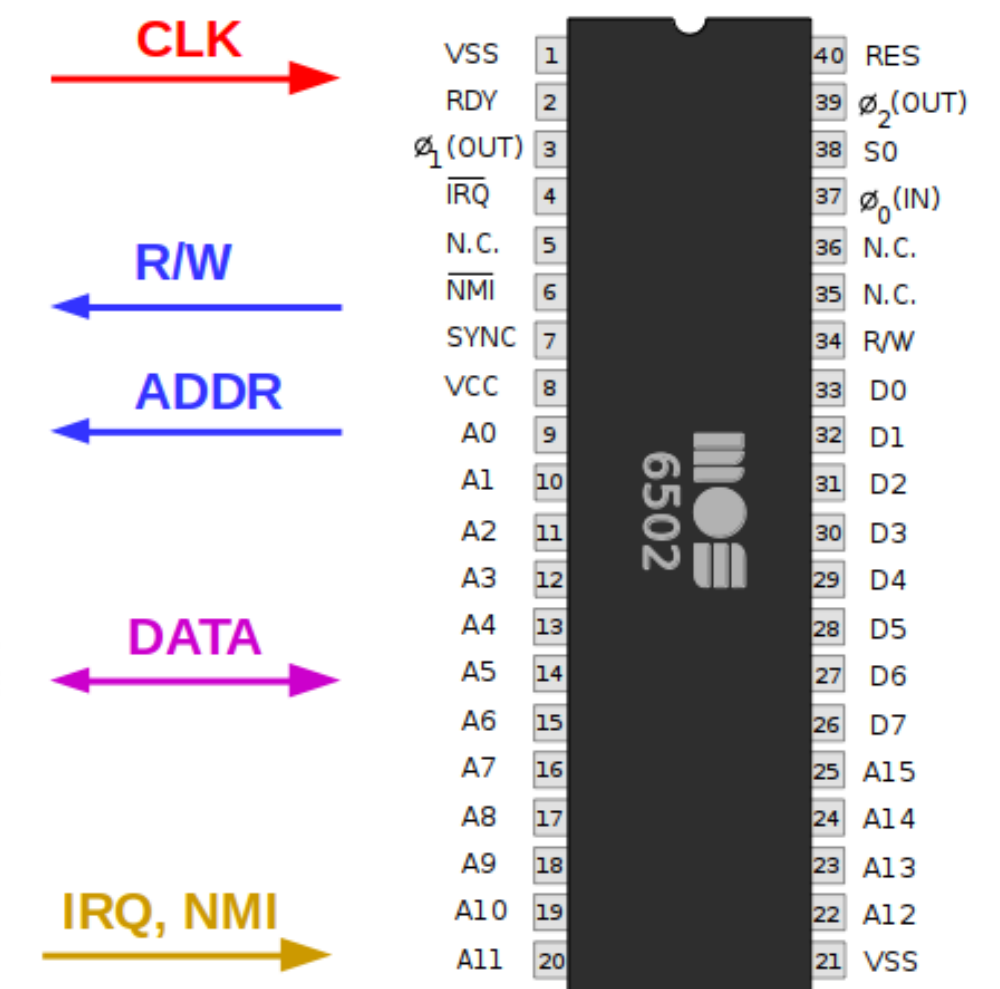 CLK
R/W
ADDR
DATA
IRQ, NMI
VSS 1
RDY 2
ø1(OUT) 3
I̅R̅Q̅ 4
N.C. 5
N̅M̅I̅ 6
SYNC 7
VCC 8
A0 9
A1 10
A2 11
A3 12
A4 13
A5 14
A6 15
A7 16
A8 17
A9 18
A10 19
A11 20
mos
6502
40 RES
39 ø2(OUT)
38 S0
37 ø0(IN)
36 N.C.
35 N.C.
34 R/W
33 D0
32 D1
31 D2
30 D3
29 D4
28 D5
27 D6
26 D7
25 A15
24 A14
23 A13
22 A12
21 VSS